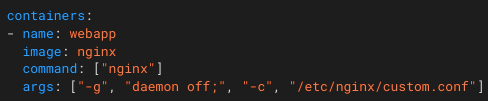 containers:
- name: webapp
  image: nginx
  command: ["nginx"]
  args: ["-g", "daemon off;", "-c", "/etc/nginx/custom.conf"]